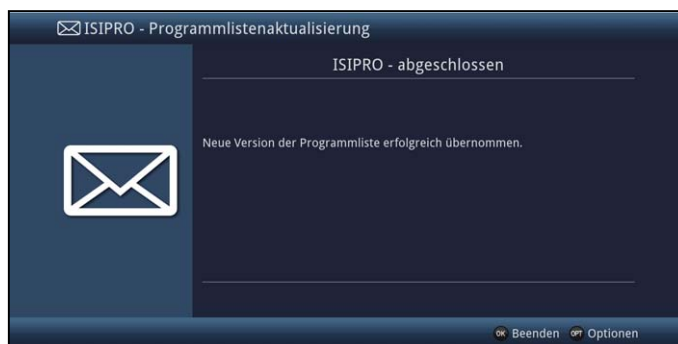 ISIPRO - Programmlistenaktualisierung
ISIPRO - abgeschlossen
Neue Version der Programmliste erfolgreich übernommen.
OK Beenden OPT Optionen